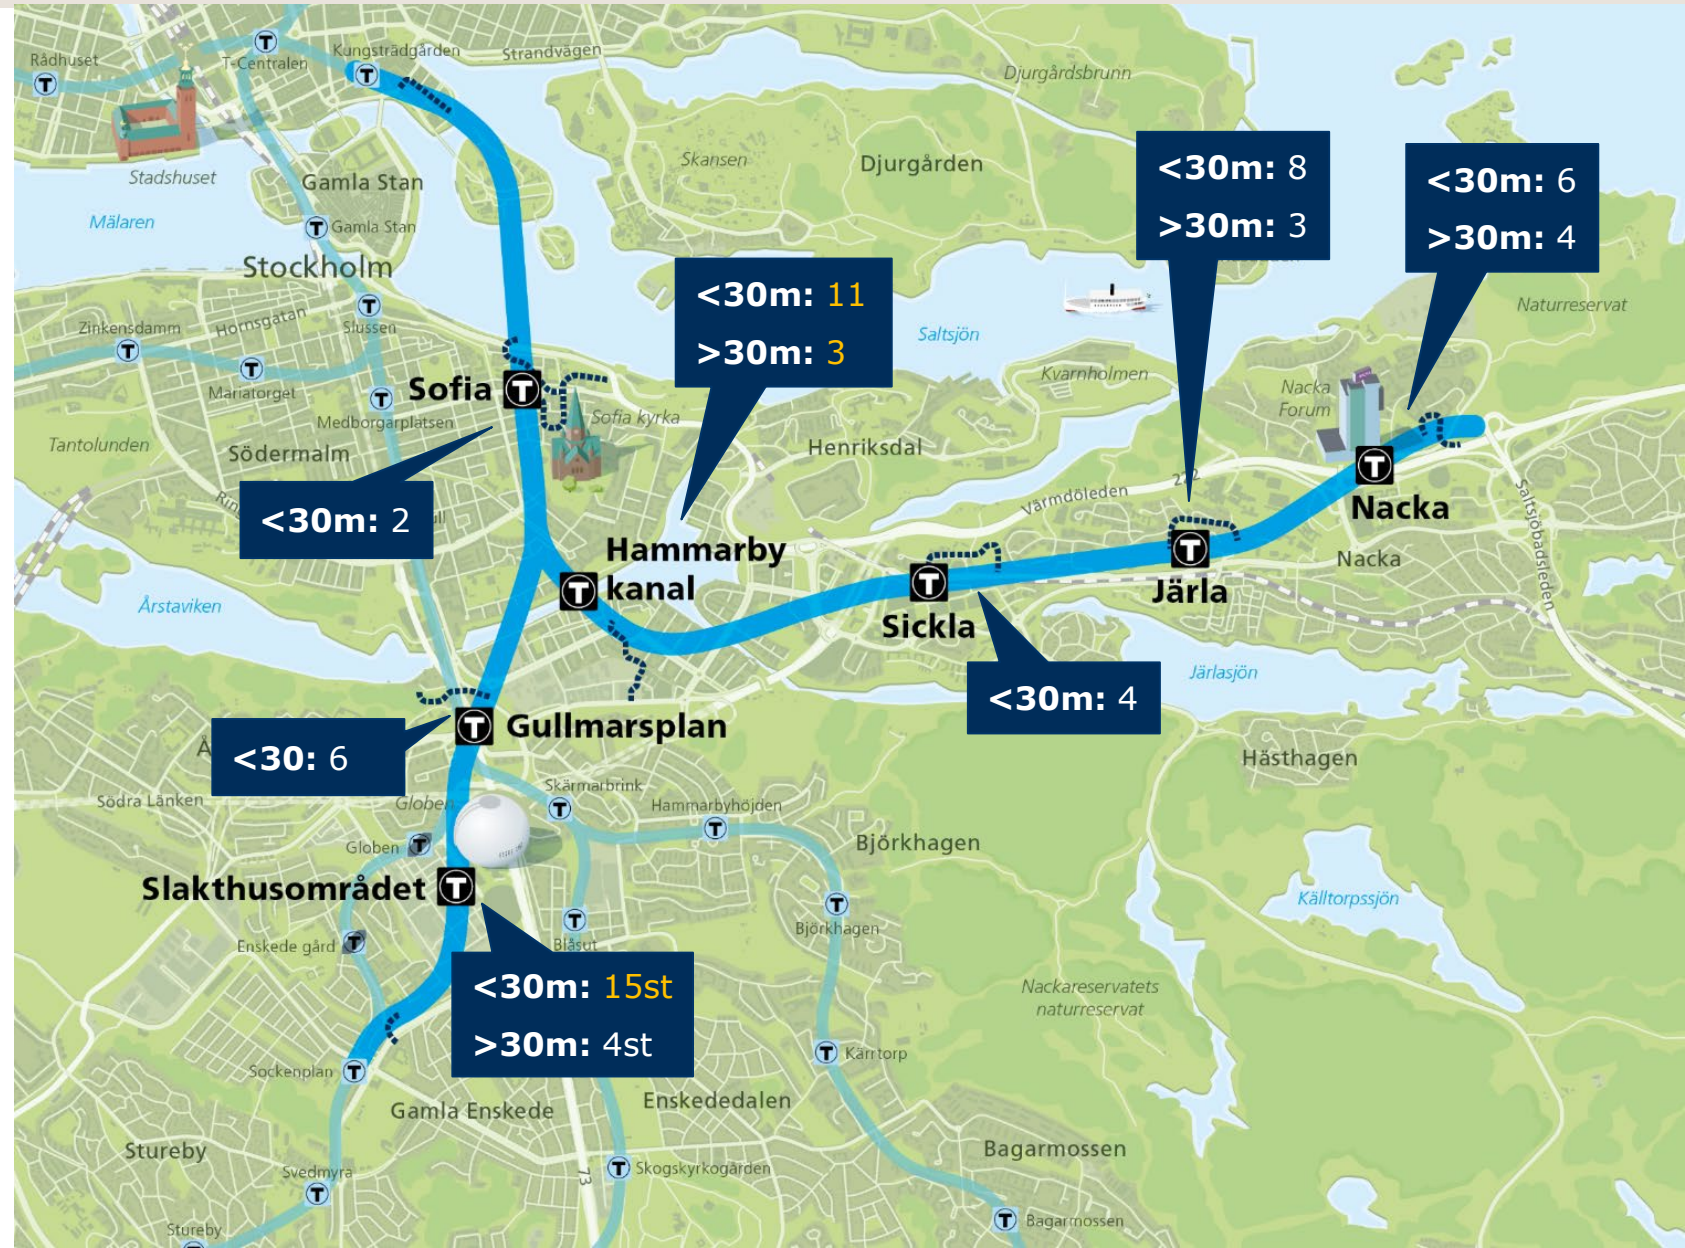 Rådhuset
T-Centralen
Kungsträdgården
Strandvägen
Djurgårdsbrunn
Stadshuset
Gamla Stan
Skansen
Djurgården
<30m: 8
>30m: 3
<30m: 6
>30m: 4
Mälaren
Gamla Stan
Stockholm
<30m: 11
>30m: 3
Zinkensdamm
Hornsgatan
Slussen
Saltsjön
Naturreservat
Mariatorget
Sofia
Kvarnholmen
Nacka
Forum
Medborgarplatsen
Sofia kyrka
Tantolunden
Södermalm
Henriksdal
Värmdöleden
222
Saltsjöbadsleden
<30m: 2
Nacka
Hammarby
kanal
Nacka
Järla
Årstaviken
Sickla
Järlasjön
<30m: 4
Gullmarsplan
<30: 6
Hästhagen
Södra Länken
Globen
Skärmarbrink
Hammarbyhöjden
Globen
Björkhagen
Slakthusområdet
Källtorpssjön
Enskede gård
Blåsut
Björkhagen
<30m: 15st
>30m: 4st
Nackareservatets
naturreservat
Sockenplan
Kärrtorp
Gamla Enskede
Enskededalen
Stureby
Bagarmossen
Svedmyra
73
Skogskyrkogården
Stureby
Bagarmossen